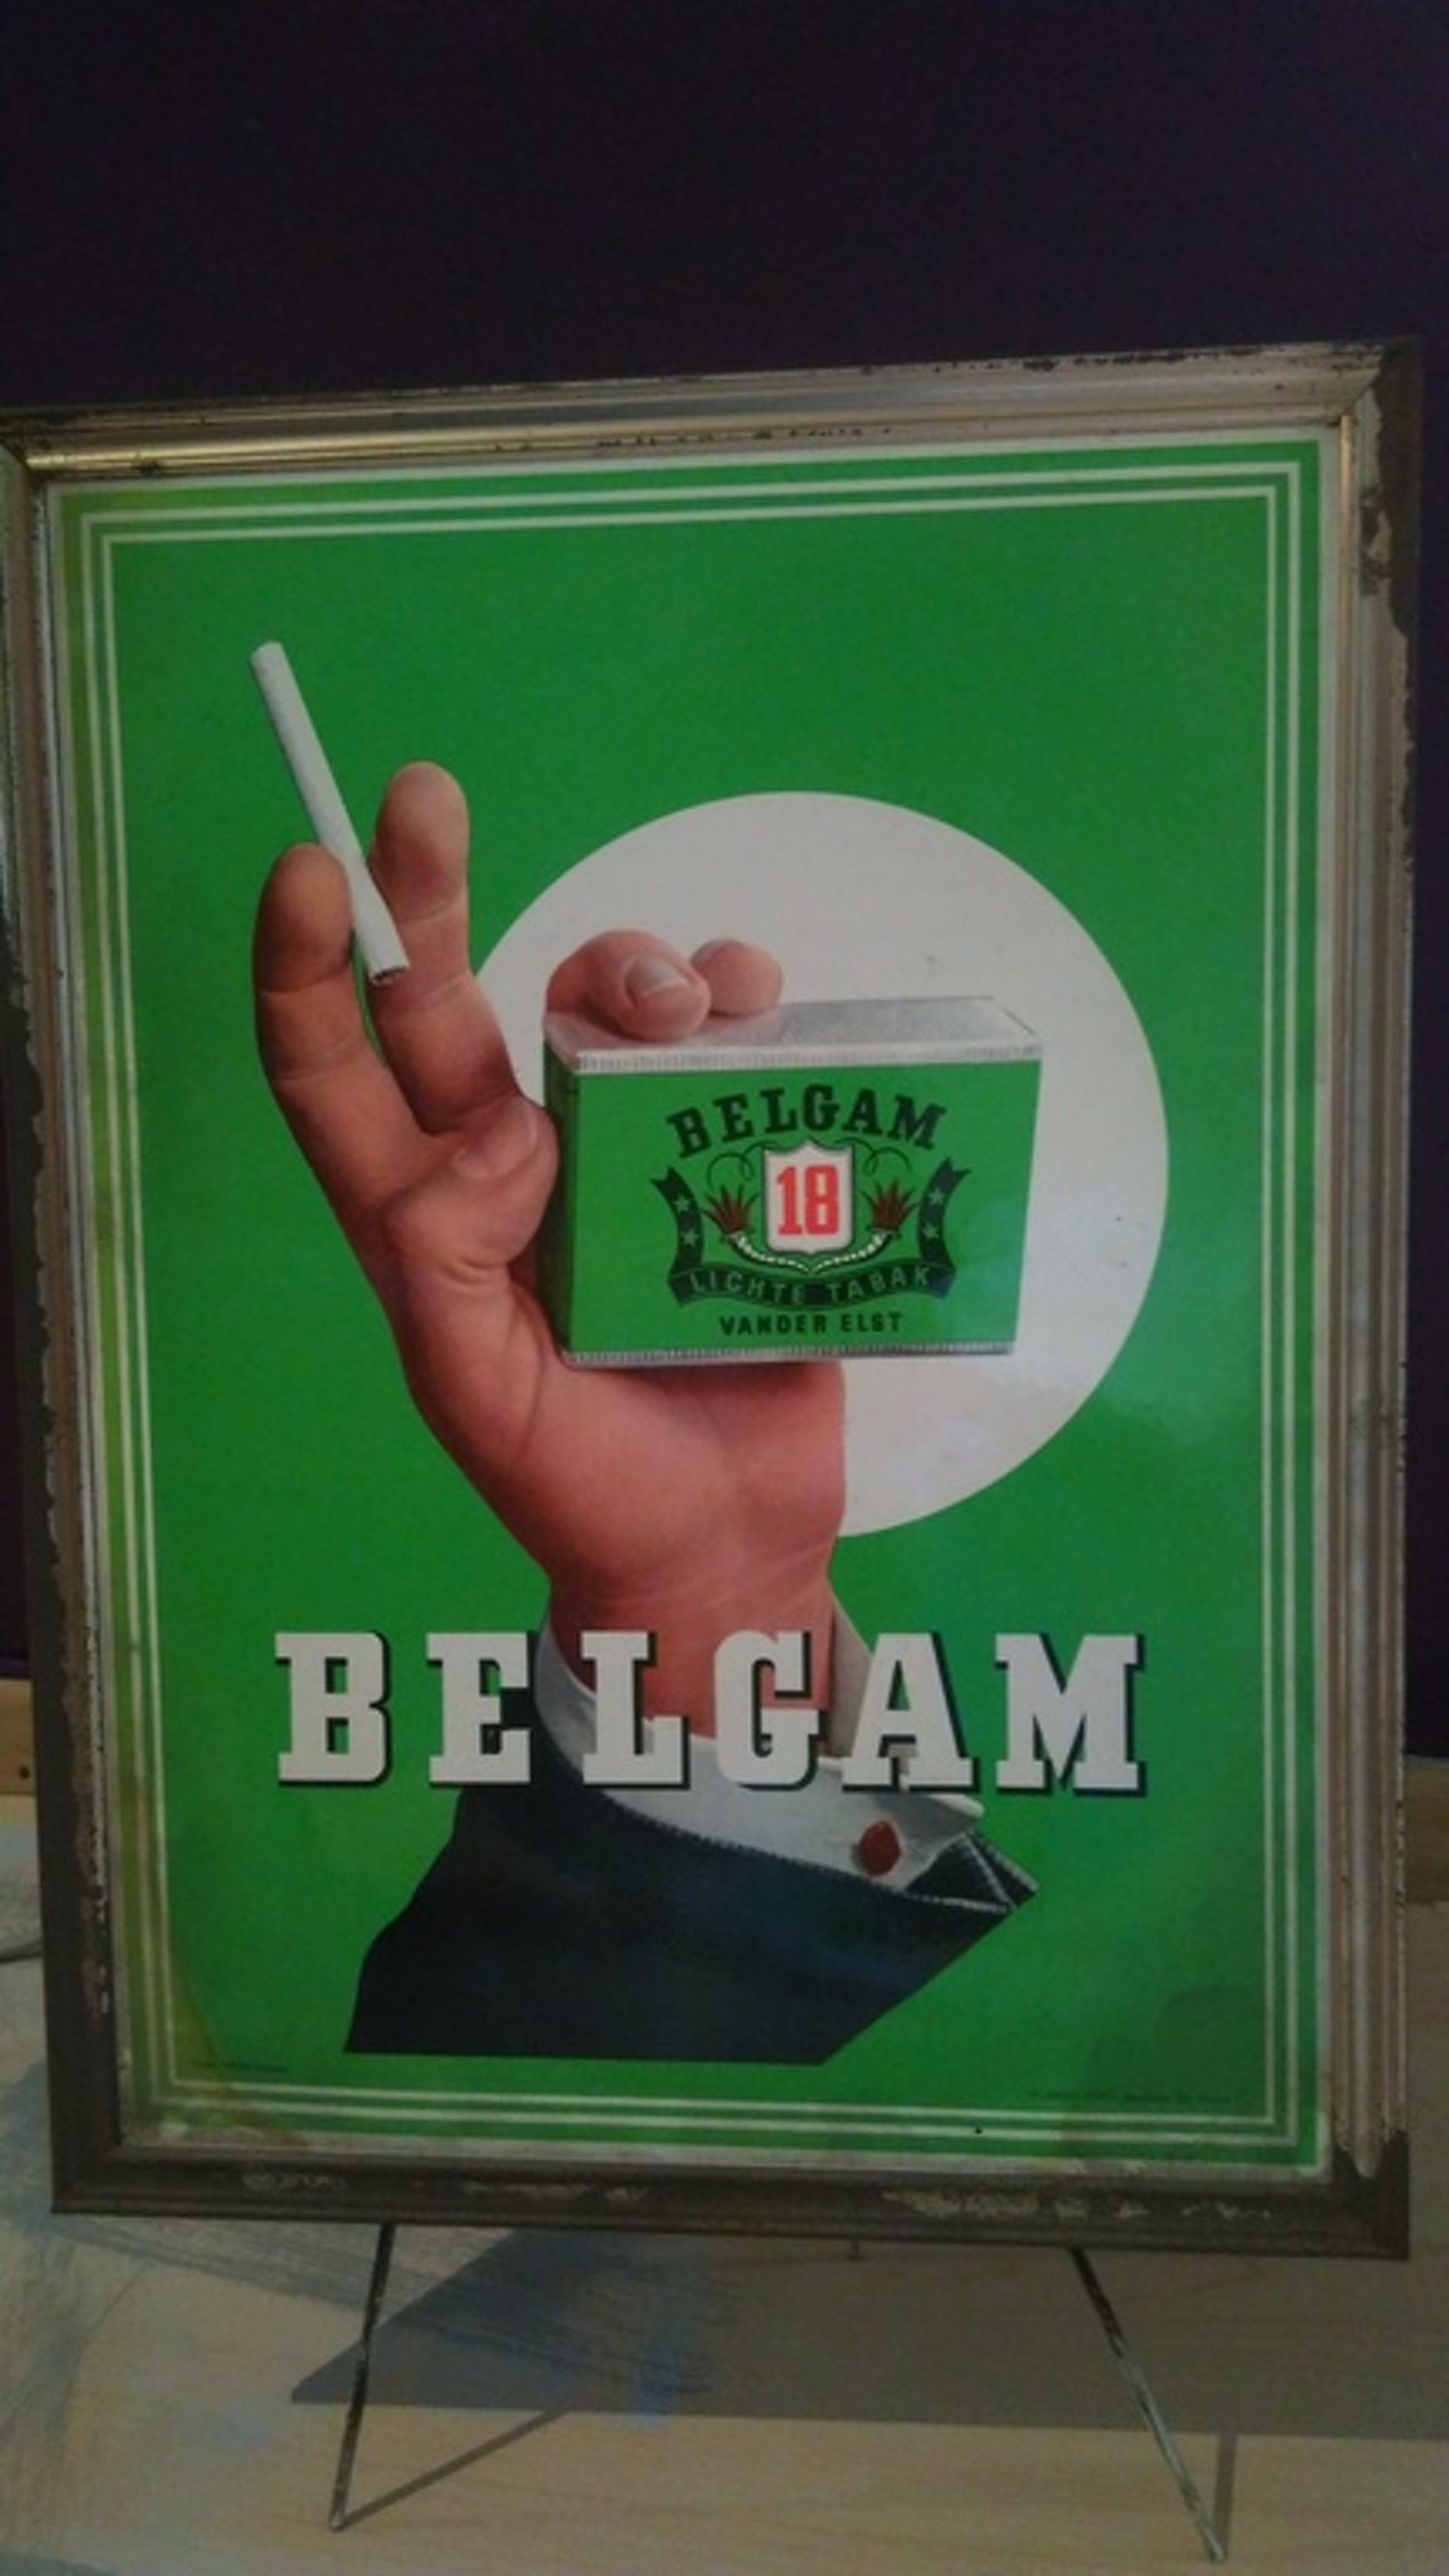 BELGAM
18
LICHTE TABAK
VANDER ELST
BELGAM